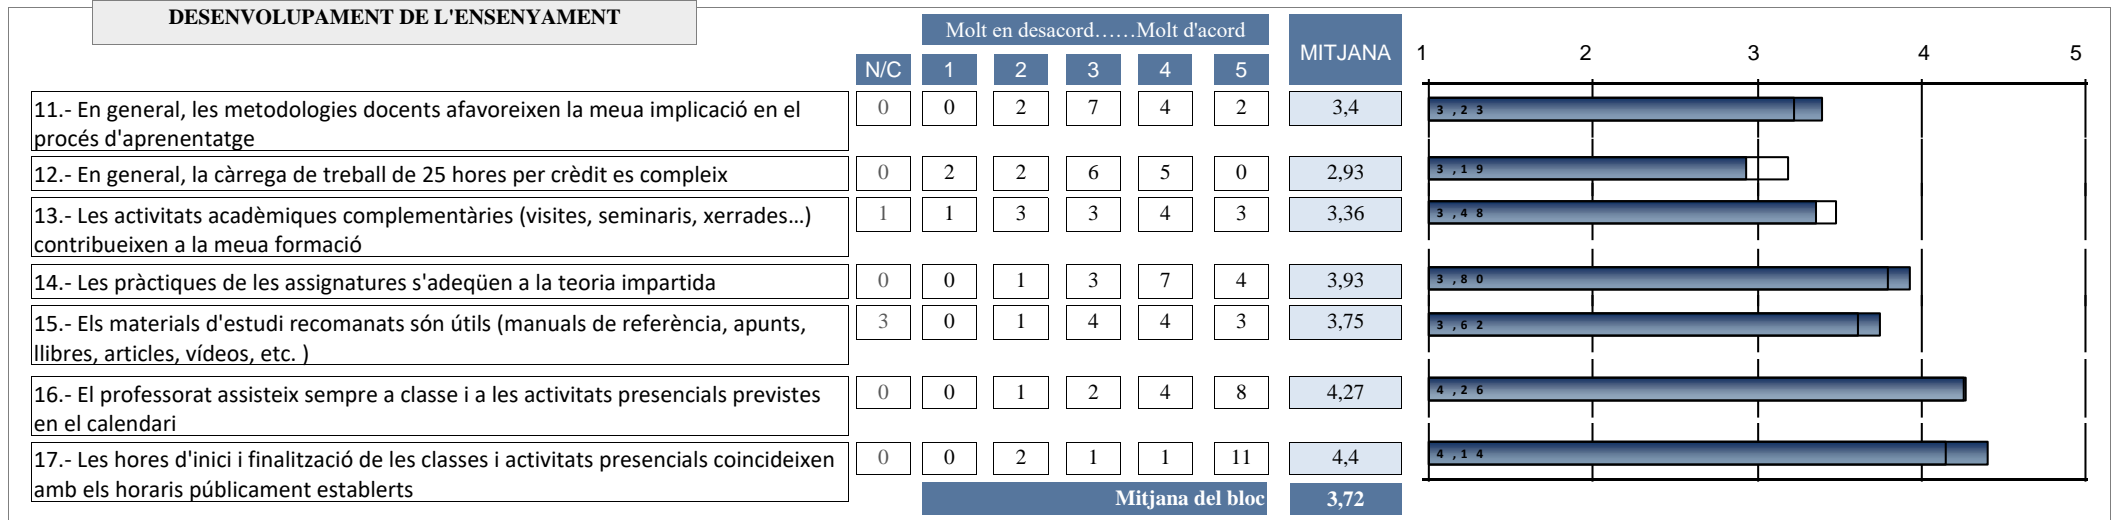 DESENVOLUPAMENT DE L'ENSENYAMENT
Molt en desacord……Molt d'acord
MITJANA
1 2 3 4 5
N/C 1 2 3 4 5
11.- En general, les metodologies docents afavoreixen la meua implicació en el
procés d'aprenentatge
0 0 2 7 4 2 3,4 3,23
12.- En general, la càrrega de treball de 25 hores per crèdit es compleix
0 2 2 6 5 0 2,93 3,19
13.- Les activitats acadèmiques complementàries (visites, seminaris, xerrades…)
contribueixen a la meua formació
1 1 3 3 4 3 3,36 3,48
14.- Les pràctiques de les assignatures s'adeqüen a la teoria impartida
0 0 1 3 7 4 3,93 3,80
15.- Els materials d'estudi recomanats són útils (manuals de referència, apunts,
llibres, articles, vídeos, etc. )
3 0 1 4 4 3 3,75 3,62
16.- El professorat assisteix sempre a classe i a les activitats presencials previstes
en el calendari
0 0 1 2 4 8 4,27 4,26
17.- Les hores d'inici i finalització de les classes i activitats presencials coincideixen
amb els horaris públicament establerts
0 0 2 1 1 11 4,4 4,14
Mitjana del bloc 3,72